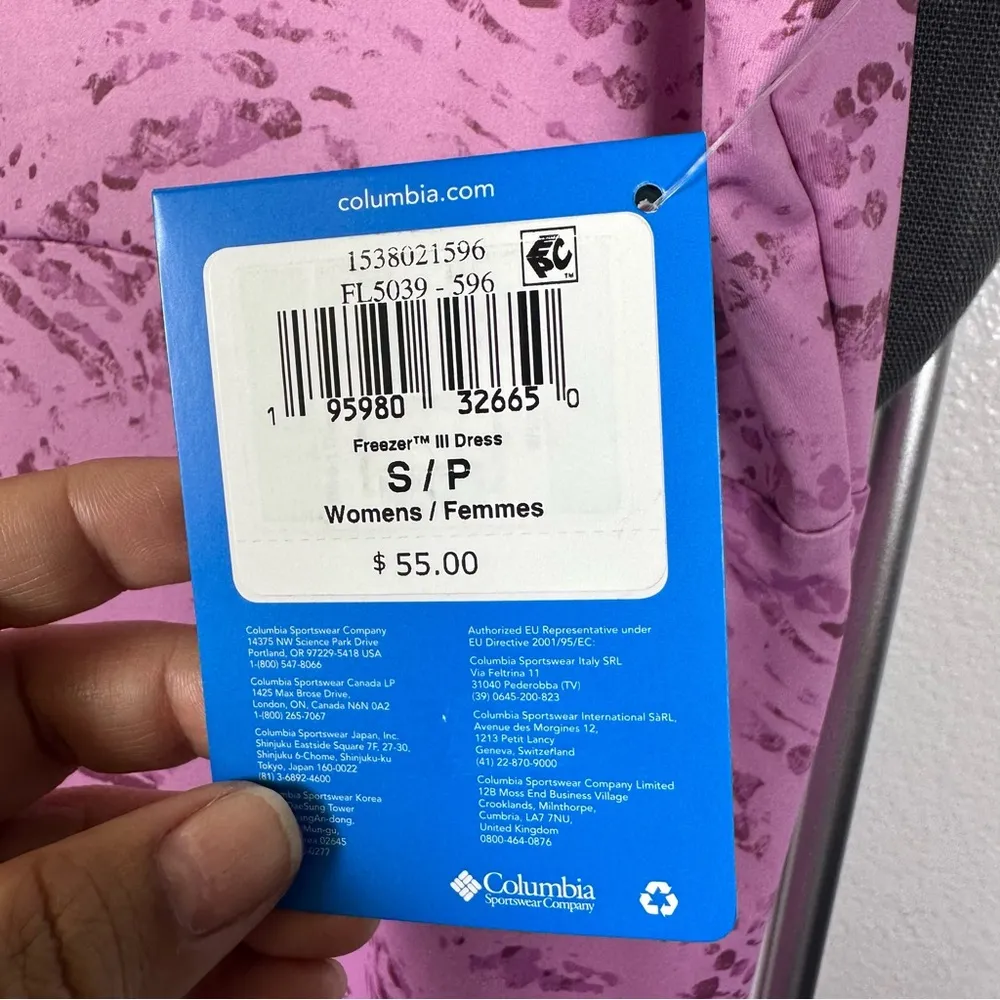 columbia.com
1538021596
FL5039 - 596
EPC TM
1 95980 32665 0
Freezer™ III Dress
S / P
Womens / Femmes
$ 55.00
Columbia Sportswear Company
14375 NW Science Park Drive
Portland, OR 97229-5418 USA
1-(800) 547-8066
Columbia Sportswear Canada LP
1425 Max Brose Drive,
London, ON, Canada N6N 0A2
1-(800) 265-7067
Columbia Sportswear Japan, Inc.
Shinjuku Eastside Square 7F, 27-30,
Shinjuku 6-Chome, Shinjuku-ku
Tokyo, Japan 160-0022
(81) 3-6892-4600
Sportswear Korea
Tower
02645
Authorized EU Representative under
EU Directive 2001/95/EC:
Columbia Sportswear Italy SRL
Via Feltrina 11
31040 Pederobba (TV)
(39) 0645-200-823
Columbia Sportswear International SàRL,
Avenue des Morgines 12,
1213 Petit Lancy
Geneva, Switzerland
(41) 22-870-9000
Columbia Sportswear Company Limited
12B Moss End Business Village
Crooklands, Milnthorpe,
Cumbria, LA7 7NU,
United Kingdom
0800-464-0876
Columbia
Sportswear Company